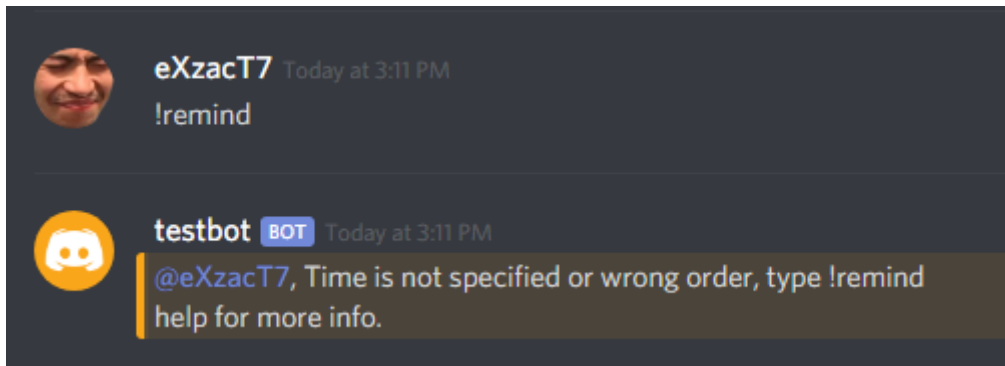 eXzacT7 Today at 3:11 PM
!remind
testbot BOT Today at 3:11 PM
@eXzacT7, Time is not specified or wrong order, type !remind
help for more info.